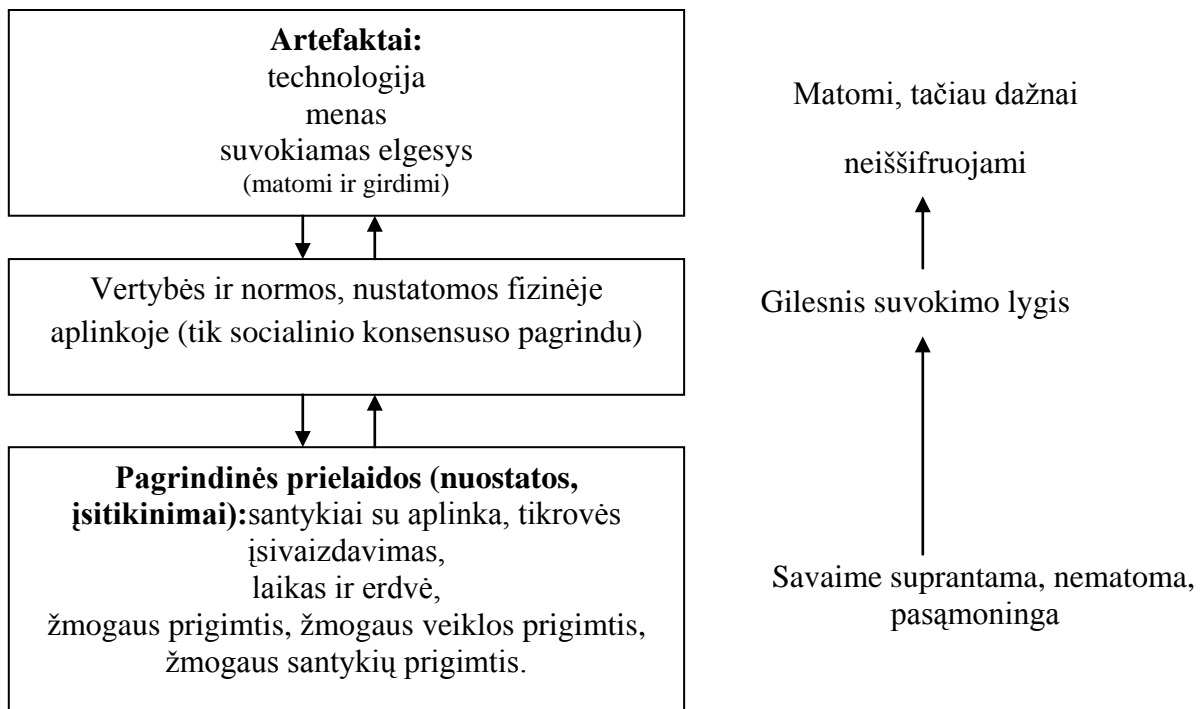 Artefaktai:
technologija
menas
suvokiamas elgesys
(matomi ir girdimi)
Matomi, tačiau dažnai
neiššifruojami
Vertybės ir normos, nustatomos fizinėje
aplinkoje (tik socialinio konsensuso pagrindu)
Gilesnis suvokimo lygis
Pagrindinės prielaidos (nuostatos,
įsitikinimai):santykiai su aplinka, tikrovės
įsivaizdavimas,
laikas ir erdvė,
žmogaus prigimtis, žmogaus veiklos prigimtis,
žmogaus santykių prigimtis.
Savaime suprantama, nematoma,
pasąmoninga